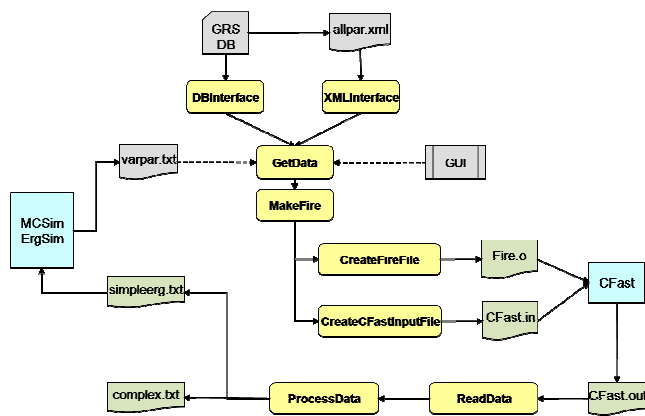 GRS
DB
allpar.xml
DBInterface
XMLInterface
varpar.txt
GetData
GUI
MakeFire
MCSim
ErgSim
CreateFireFile
Fire.o
CFast
simpleerg.txt
CreateCFastInputFile
CFast.in
complex.txt
ProcessData
ReadData
CFast.out